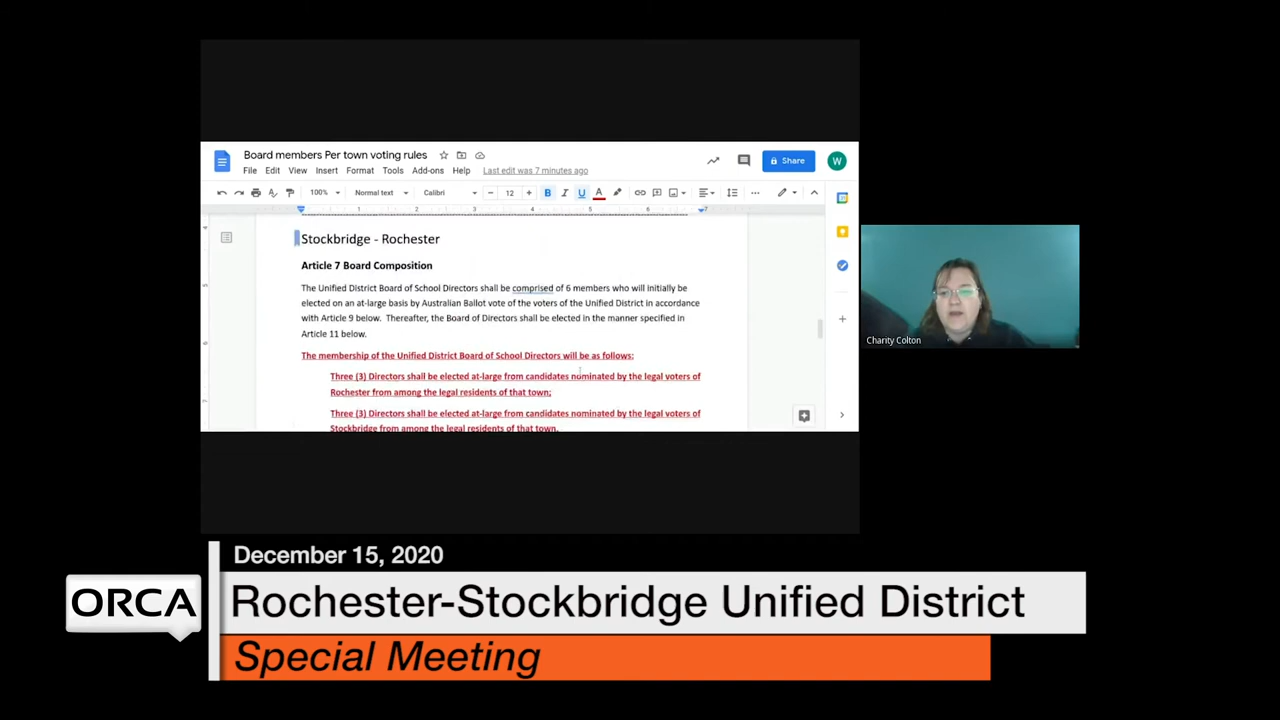 Board members Per town voting rules
File Edit View Insert Format Tools Add-ons Help Last edit was 7 minutes ago
Share
W
100% Normal text Calibri 12 B I U A
1 2 3 4 5 6 7
Stockbridge - Rochester
Article 7 Board Composition
The Unified District Board of School Directors shall be comprised of 6 members who will initially be
elected on an at-large basis by Australian Ballot vote of the voters of the Unified District in accordance
with Article 9 below. Thereafter, the Board of Directors shall be elected in the manner specified in
Article 11 below.
The membership of the Unified District Board of School Directors will be as follows:
Three (3) Directors shall be elected at-large from candidates nominated by the legal voters of
Rochester from among the legal residents of that town;
Three (3) Directors shall be elected at-large from candidates nominated by the legal voters of
Stockbridge from among the legal residents of that town.
Charity Colton
December 15, 2020
ORCA
Rochester-Stockbridge Unified District
Special Meeting